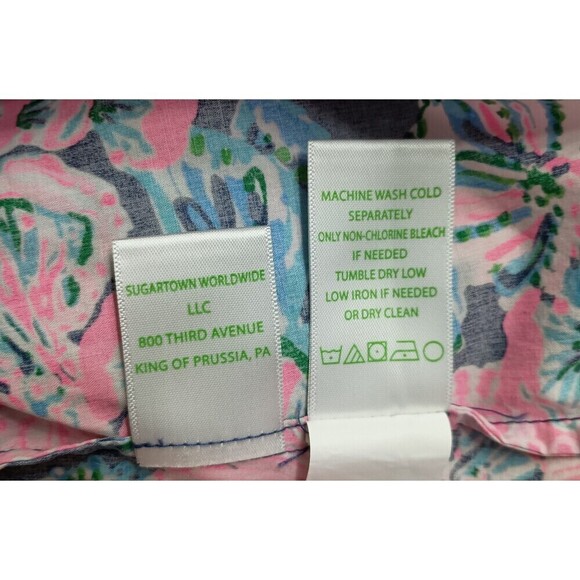 SUGARTOWN WORLDWIDE
LLC
800 THIRD AVENUE
KING OF PRUSSIA, PA
MACHINE WASH COLD
SEPARATELY
ONLY NON-CHLORINE BLEACH
IF NEEDED
TUMBLE DRY LOW
LOW IRON IF NEEDED
OR DRY CLEAN